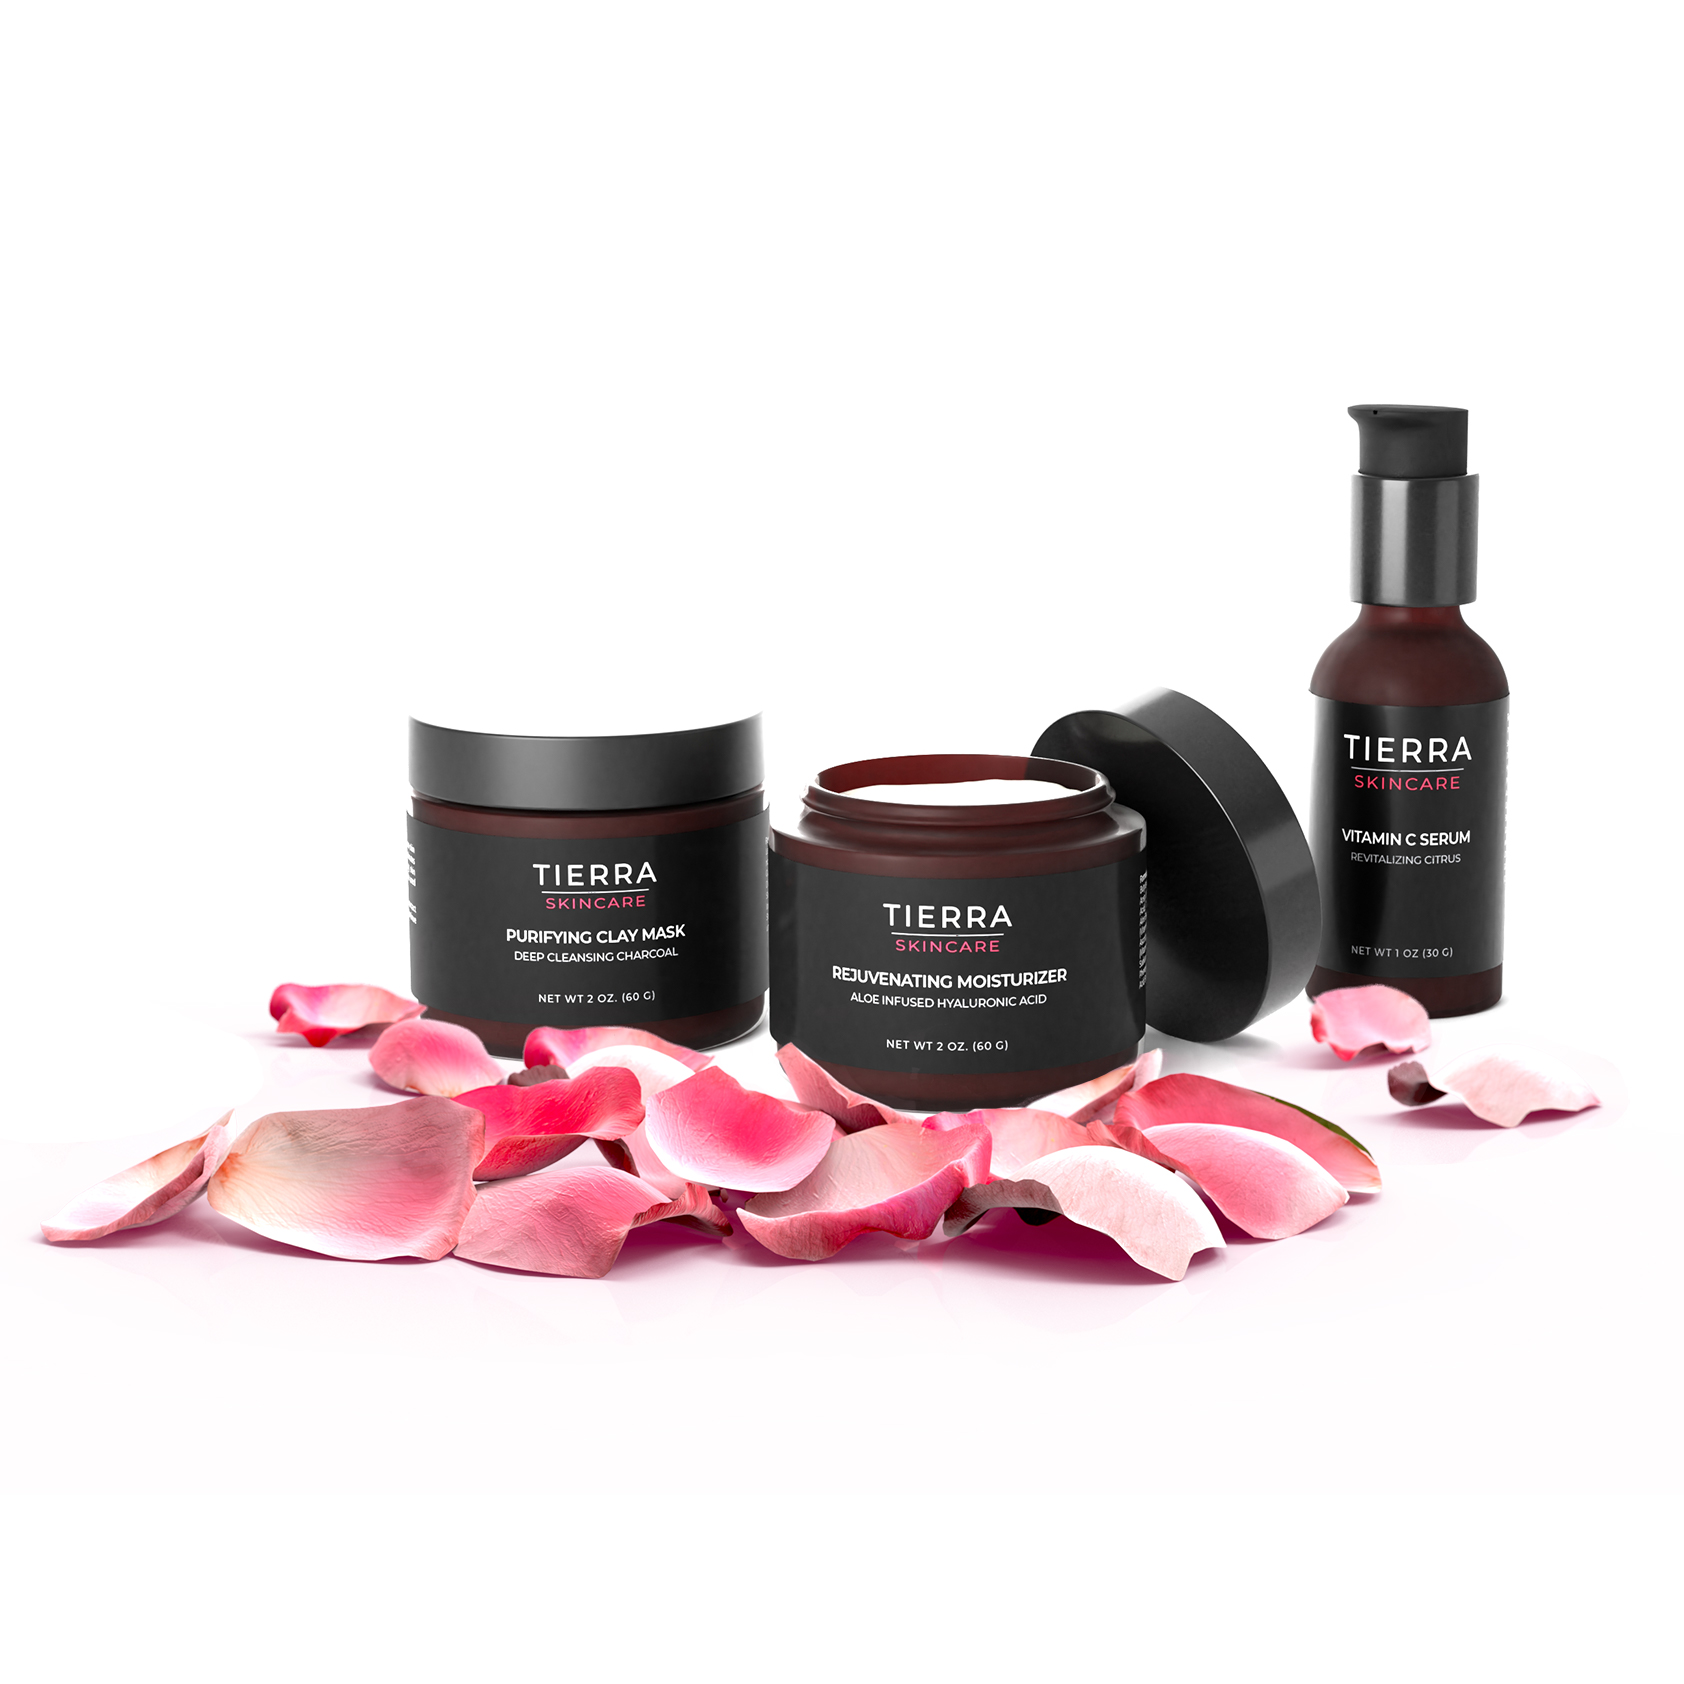 TIERRA
SKINCARE
PURIFYING CLAY MASK
DEEP CLEANSING CHARCOAL
NET WT 2 OZ. (60 G)
TIERRA
SKINCARE
REJUVENATING MOISTURIZER
ALOE INFUSED HYALURONIC ACID
NET WT 2 OZ. (60 G)
TIERRA
SKINCARE
VITAMIN C SERUM
REVITALIZING CITRUS
NET WT 1 OZ (30 G)